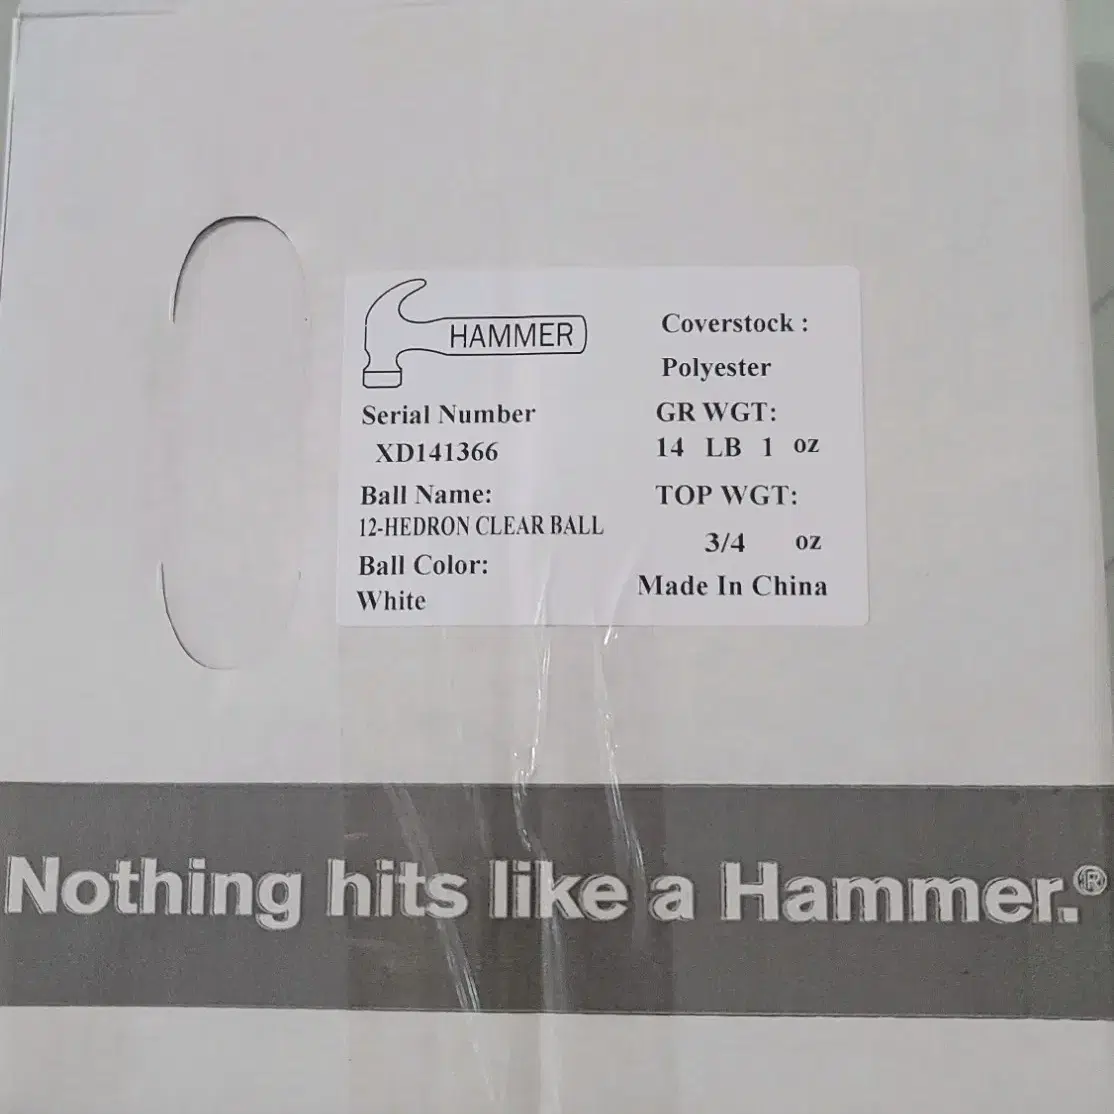 HAMMER
Serial Number
XD141366
Ball Name:
12-HEDRON CLEAR BALL
Ball Color:
White
Coverstock :
Polyester
GR WGT:
14 LB 1 oz
TOP WGT:
3/4 oz
Made In China
Nothing hits like a Hammer.®